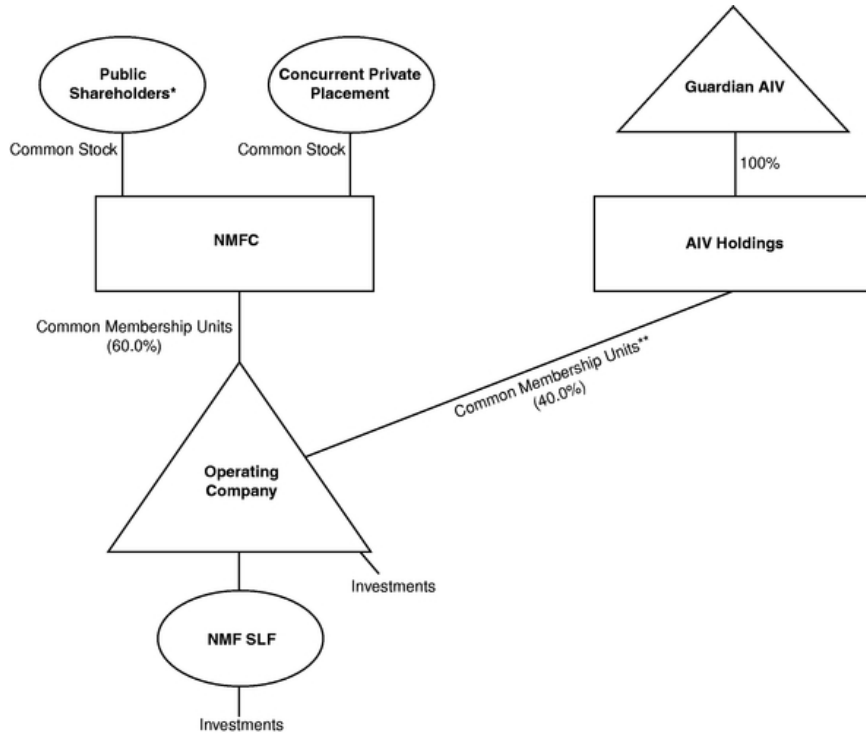 Public
Shareholders*
Concurrent Private
Placement
Guardian AIV
Common Stock
Common Stock
100%
NMFC
AIV Holdings
Common Membership Units
(60.0%)
Common Membership Units**
(40.0%)
Operating
Company
Investments
NMF SLF
Investments